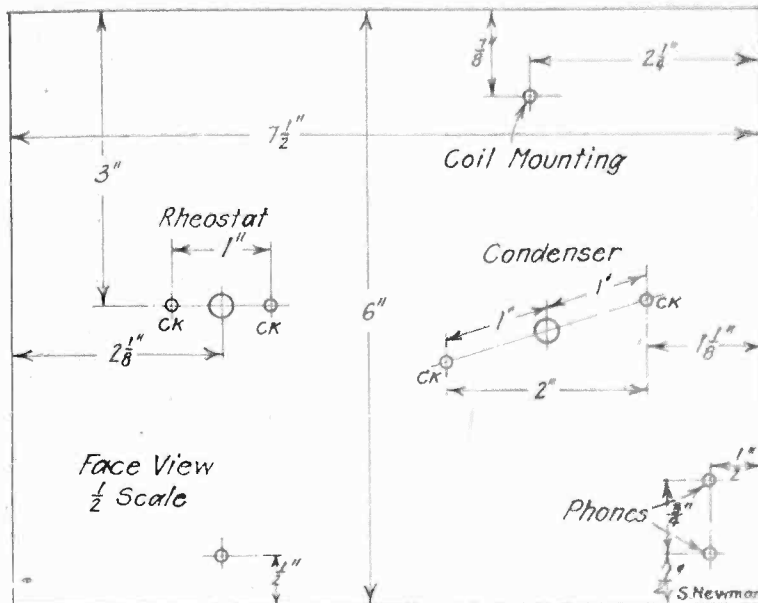 7/8"
2 1/4"
7 1/2"
Coil Mounting
3"
Rheostat
1"
CK
CK
2 1/8"
6"
Condenser
1"
1"
CK
CK
2"
1 1/8"
Face View
1/2 Scale
1/2"
Phones
3/4"
1/2"
S. Newman